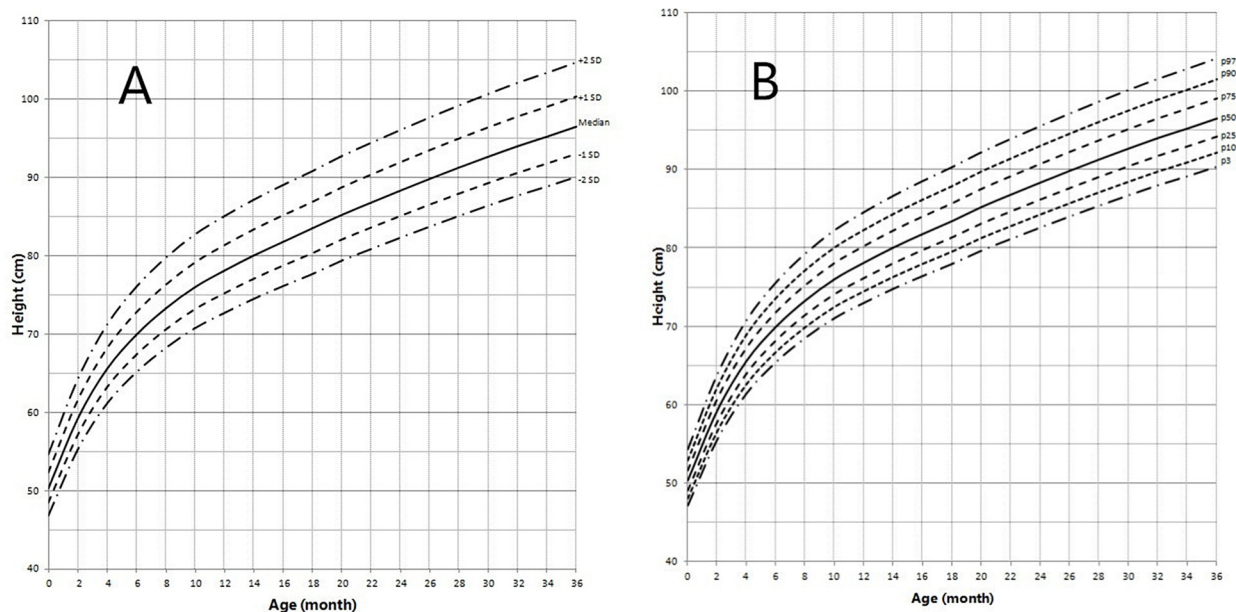 A
110
100
90
80
70
60
50
40
Height (cm)
0 2 4 6 8 10 12 14 16 18 20 22 24 26 28 30 32 34 36
Age (month)
+2 SD
+1 SD
Median
-1 SD
-2 SD
B
110
100
90
80
70
60
50
40
Height (cm)
0 2 4 6 8 10 12 14 16 18 20 22 24 26 28 30 32 34 36
Age (month)
p97
p90
p75
p50
p25
p10
p3